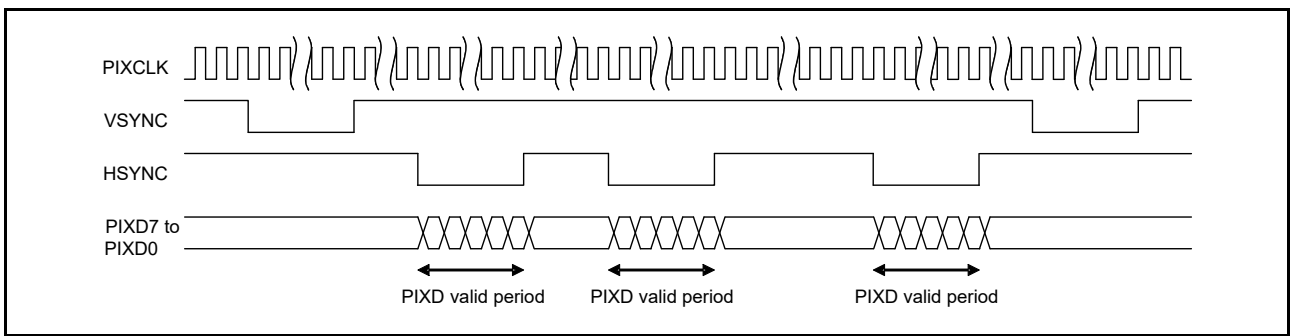 PIXCLK
VSYNC
HSYNC
PIXD7 to
PIXD0
PIXD valid period
PIXD valid period
PIXD valid period